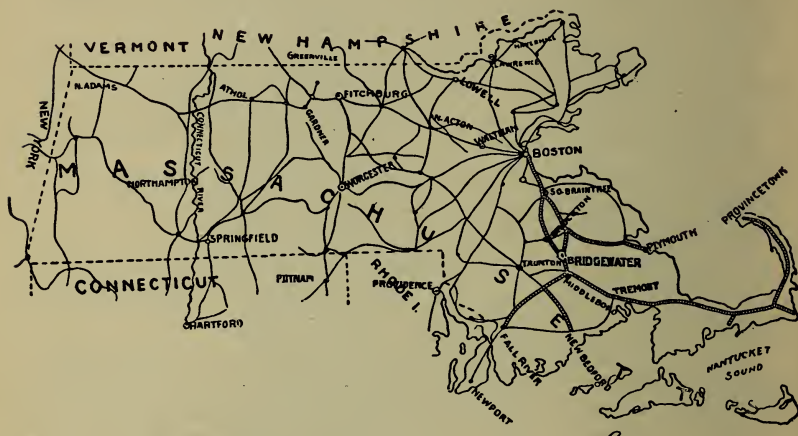 VERMONT
NEW HAMPSHIRE
GREENVILLE
HAVERHILL
LAWRENCE
LOWELL
N. ADAMS
ATHOL
FITCHBURG
GARDNER
N. ACTON
WALTHAM
BOSTON
NEW YORK
MASSACHUSE
CONNECTICUT RIVER
NORTHAMPTON
WORCESTER
SO. BRAINTREE
PROVINCETOWN
SPRINGFIELD
PLYMOUTH
TAUNTON
BRIDGEWATER
CONNECTICUT
PUTNAM
RHODE I.
PROVIDENCE
MIDDLEBORO
TREMONT
HARTFORD
FALL RIVER
NEW BEDFORD
NEWPORT
NANTUCKET
SOUND